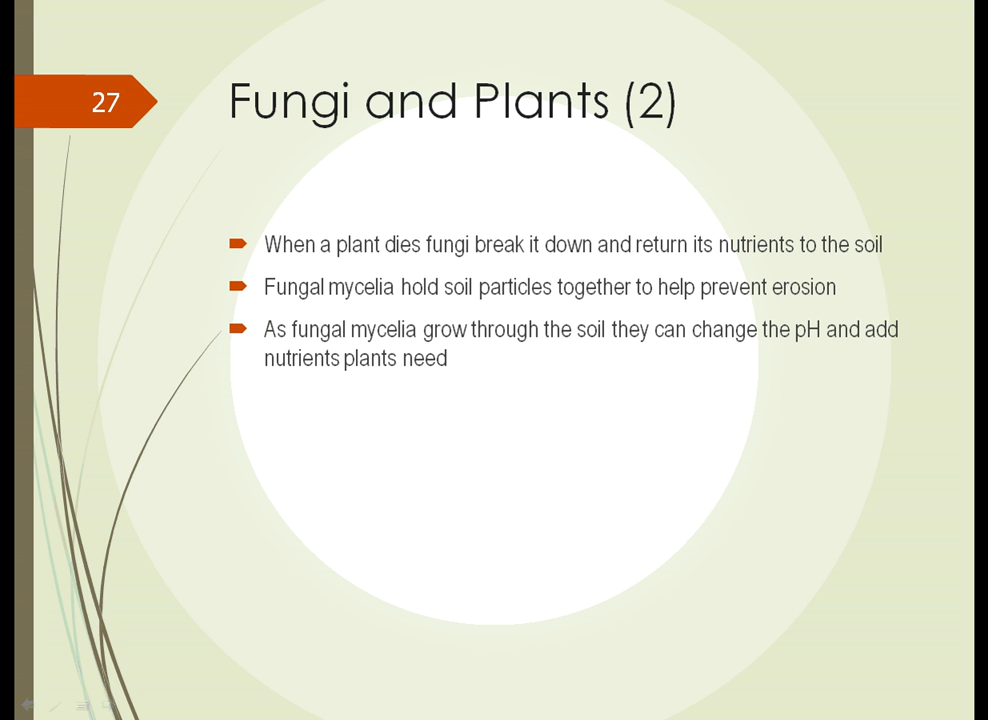 27
Fungi and Plants (2)
When a plant dies fungi break it down and return its nutrients to the soil
Fungal mycelia hold soil particles together to help prevent erosion
As fungal mycelia grow through the soil they can change the pH and add
nutrients plants need